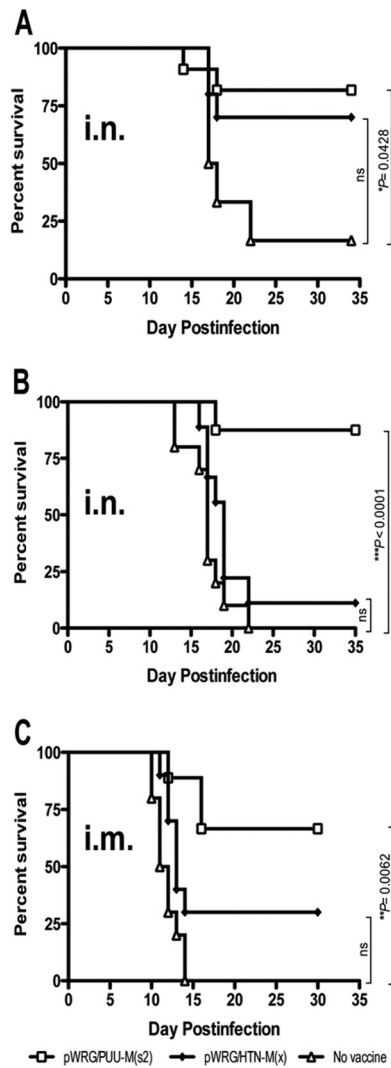 A
100
75
50
25
0
Percent survival
i.n.
ns
*P= 0.0428
0 5 10 15 20 25 30 35
Day Postinfection
B
100
75
50
25
0
Percent survival
i.n.
ns
***P< 0.0001
0 5 10 15 20 25 30 35
Day Postinfection
C
100
75
50
25
0
Percent survival
i.m.
ns
**P= 0.0062
0 5 10 15 20 25 30 35
Day Postinfection
pWRG/PUU-M(s2) pWRG/HTN-M(x) No vaccine